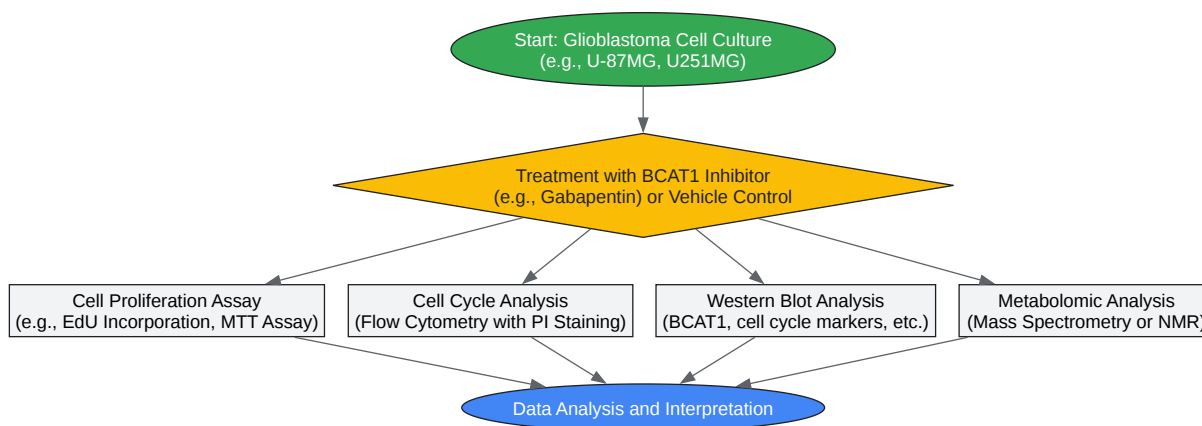 Start: Glioblastoma Cell Culture
(e.g., U-87MG, U251MG)
Treatment with BCAT1 Inhibitor
(e.g., Gabapentin) or Vehicle Control
Cell Proliferation Assay
(e.g., EdU Incorporation, MTT Assay)
Cell Cycle Analysis
(Flow Cytometry with PI Staining)
Western Blot Analysis
(BCAT1, cell cycle markers, etc.)
Metabolomic Analysis
(Mass Spectrometry or NMR)
Data Analysis and Interpretation